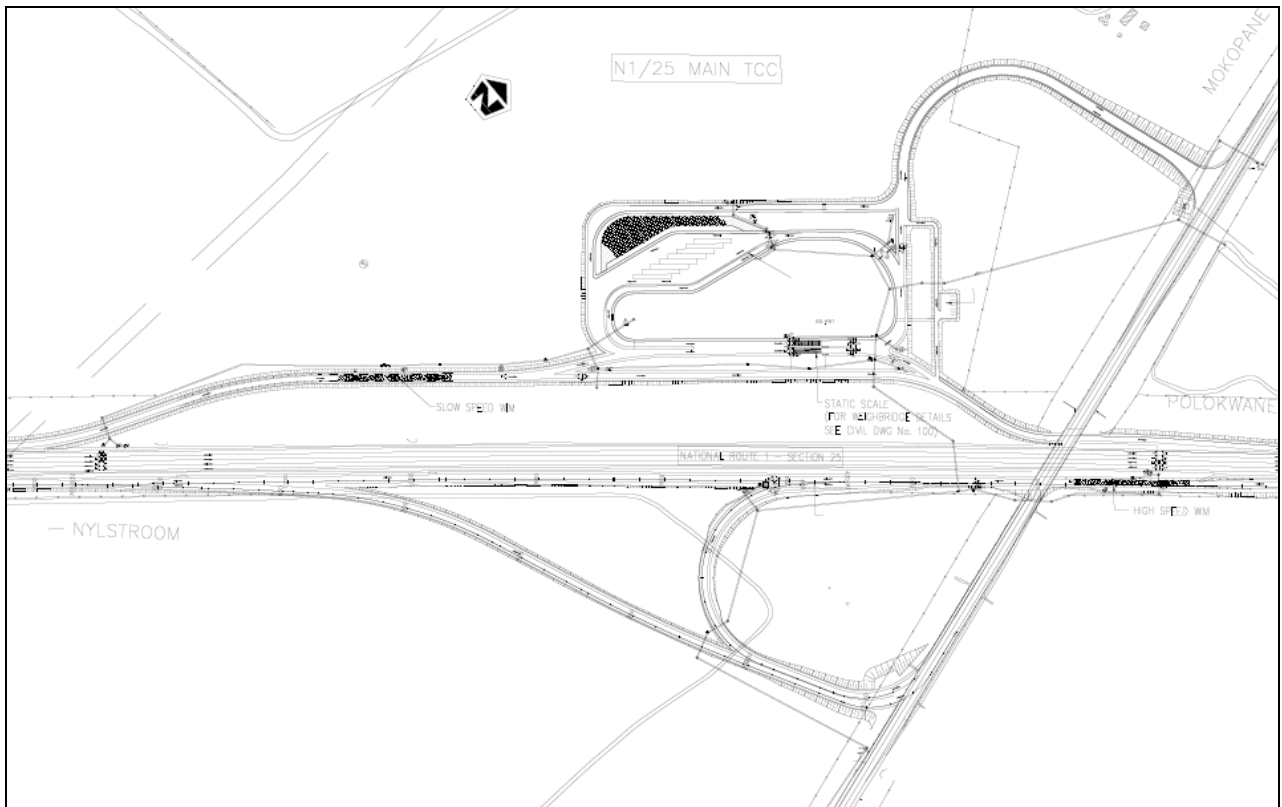 N1/25 MAIN TCC
MOKOPANE
SLOW SPEED WIM
STATIC SCALE
(FOR WEIGHBRIDGE DETAILS
SEE CIVIL DWG No. 100)
POLOKWANE
NATIONAL ROUTE 1 - SECTION 25
— NYLSTROOM
HIGH SPEED WIM